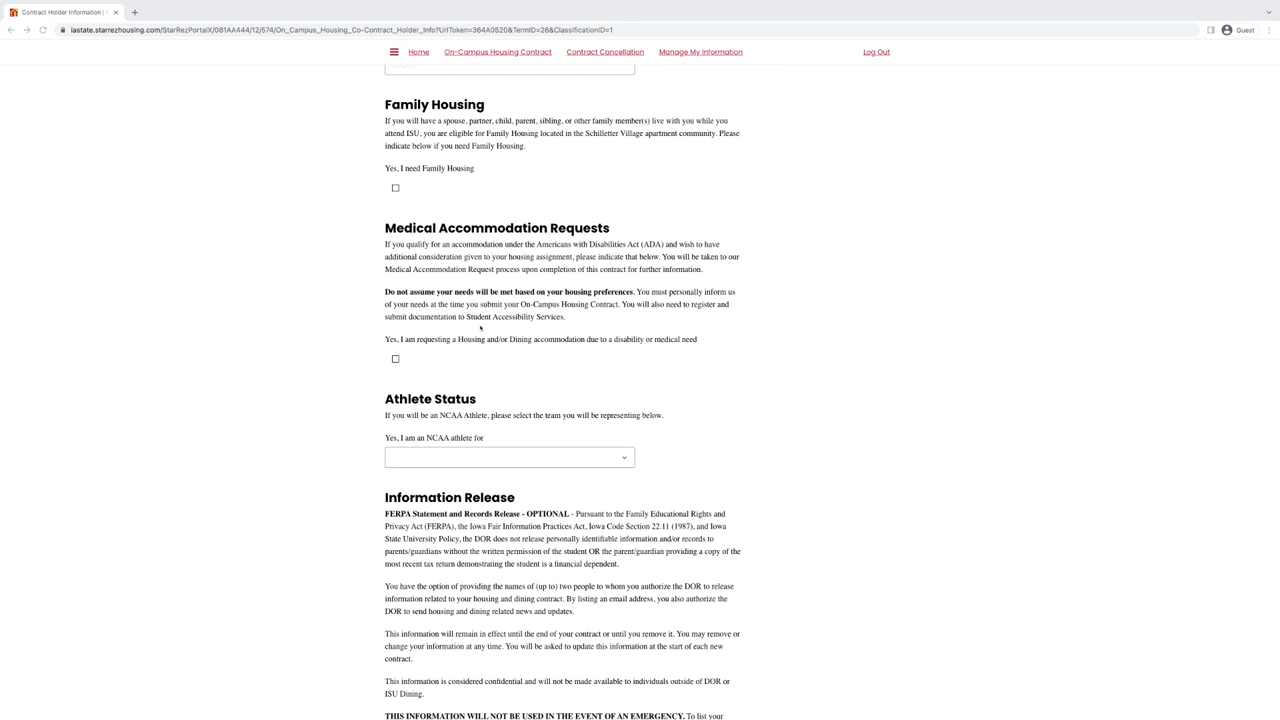 Contract Holder Information |
iastate.starrezhousing.com/StarRezPortalX/081AA444/12/574/On_Campus_Housing_Co-Contract_Holder_Info?UrlToken=364A0520&TermID=26&ClassificationID=1
Guest
Home On-Campus Housing Contract Contract Cancellation Manage My Information Log Out
Family Housing
If you will have a spouse, partner, child, parent, sibling, or other family member(s) live with you while you
attend ISU, you are eligible for Family Housing located in the Schilletter Village apartment community. Please
indicate below if you need Family Housing.
Yes, I need Family Housing
Medical Accommodation Requests
If you qualify for an accommodation under the Americans with Disabilities Act (ADA) and wish to have
additional consideration given to your housing assignment, please indicate that below. You will be taken to our
Medical Accommodation Request process upon completion of this contract for further information.
Do not assume your needs will be met based on your housing preferences. You must personally inform us
of your needs at the time you submit your On-Campus Housing Contract. You will also need to register and
submit documentation to Student Accessibility Services.
Yes, I am requesting a Housing and/or Dining accommodation due to a disability or medical need
Athlete Status
If you will be an NCAA Athlete, please select the team you will be representing below.
Yes, I am an NCAA athlete for
Information Release
FERPA Statement and Records Release - OPTIONAL - Pursuant to the Family Educational Rights and
Privacy Act (FERPA), the Iowa Fair Information Practices Act, Iowa Code Section 22.11 (1987), and Iowa
State University Policy, the DOR does not release personally identifiable information and/or records to
parents/guardians without the written permission of the student OR the parent/guardian providing a copy of the
most recent tax return demonstrating the student is a financial dependent.
You have the option of providing the names of (up to) two people to whom you authorize the DOR to release
information related to your housing and dining contract. By listing an email address, you also authorize the
DOR to send housing and dining related news and updates.
This information will remain in effect until the end of your contract or until you remove it. You may remove or
change your information at any time. You will be asked to update this information at the start of each new
contract.
This information is considered confidential and will not be made available to individuals outside of DOR or
ISU Dining.
THIS INFORMATION WILL NOT BE USED IN THE EVENT OF AN EMERGENCY. To list your